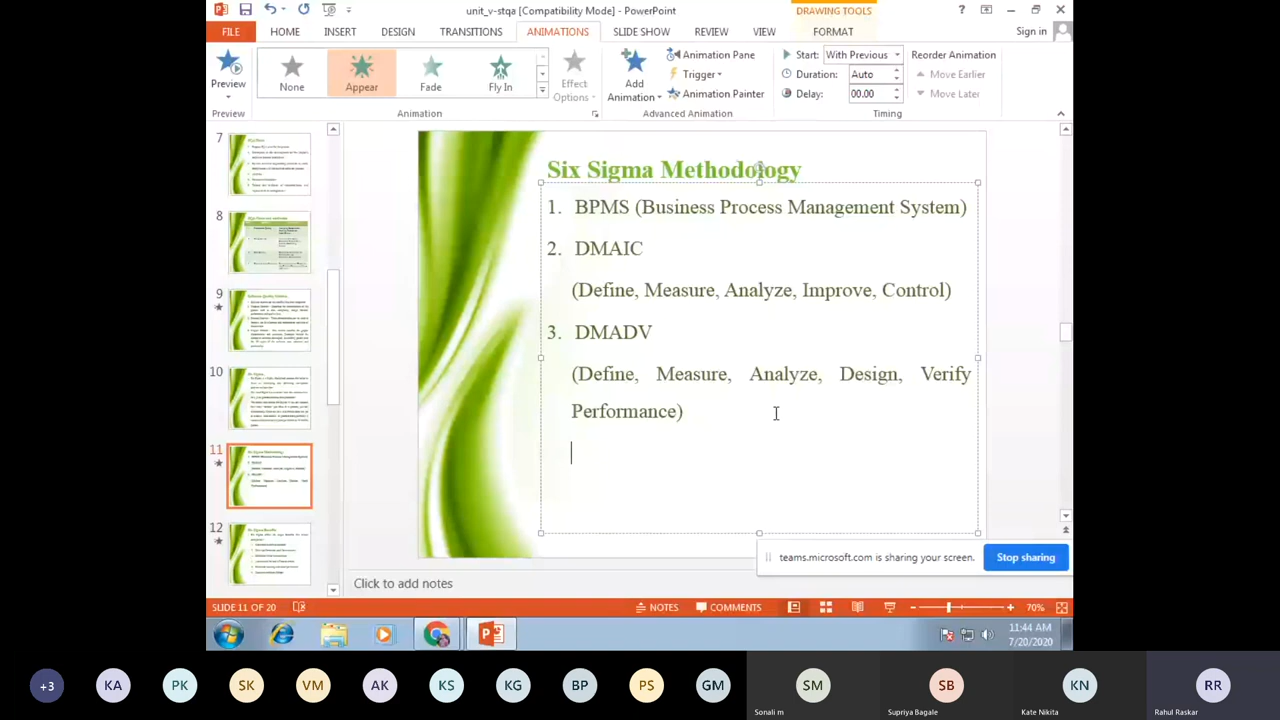 unit_v-stqa [Compatibility Mode] - PowerPoint
DRAWING TOOLS
?
Sign in
FILE
HOME
INSERT
DESIGN
TRANSITIONS
ANIMATIONS
SLIDE SHOW
REVIEW
VIEW
FORMAT
Preview
None
Appear
Fade
Fly In
Effect
Options
Add
Animation
Animation Pane
Trigger
Animation Painter
Start: With Previous
Duration: Auto
Delay: 00.00
Reorder Animation
Move Earlier
Move Later
Preview
Animation
Advanced Animation
Timing
7
8
9
10
11
12
Six Sigma Methodology
1. BPMS (Business Process Management System)
2. DMAIC
(Define, Measure, Analyze, Improve, Control)
3. DMADV
(Define, Measure, Analyze, Design, Verify
Performance)
teams.microsoft.com is sharing your screen.
Stop sharing
Click to add notes
SLIDE 11 OF 20
NOTES
COMMENTS
70%
11:44 AM
7/20/2020
+3
KA
PK
SK
VM
AK
KS
KG
BP
PS
GM
SM
SB
KN
RR
Sonali m
Supriya Bagale
Kate Nikita
Rahul Raskar